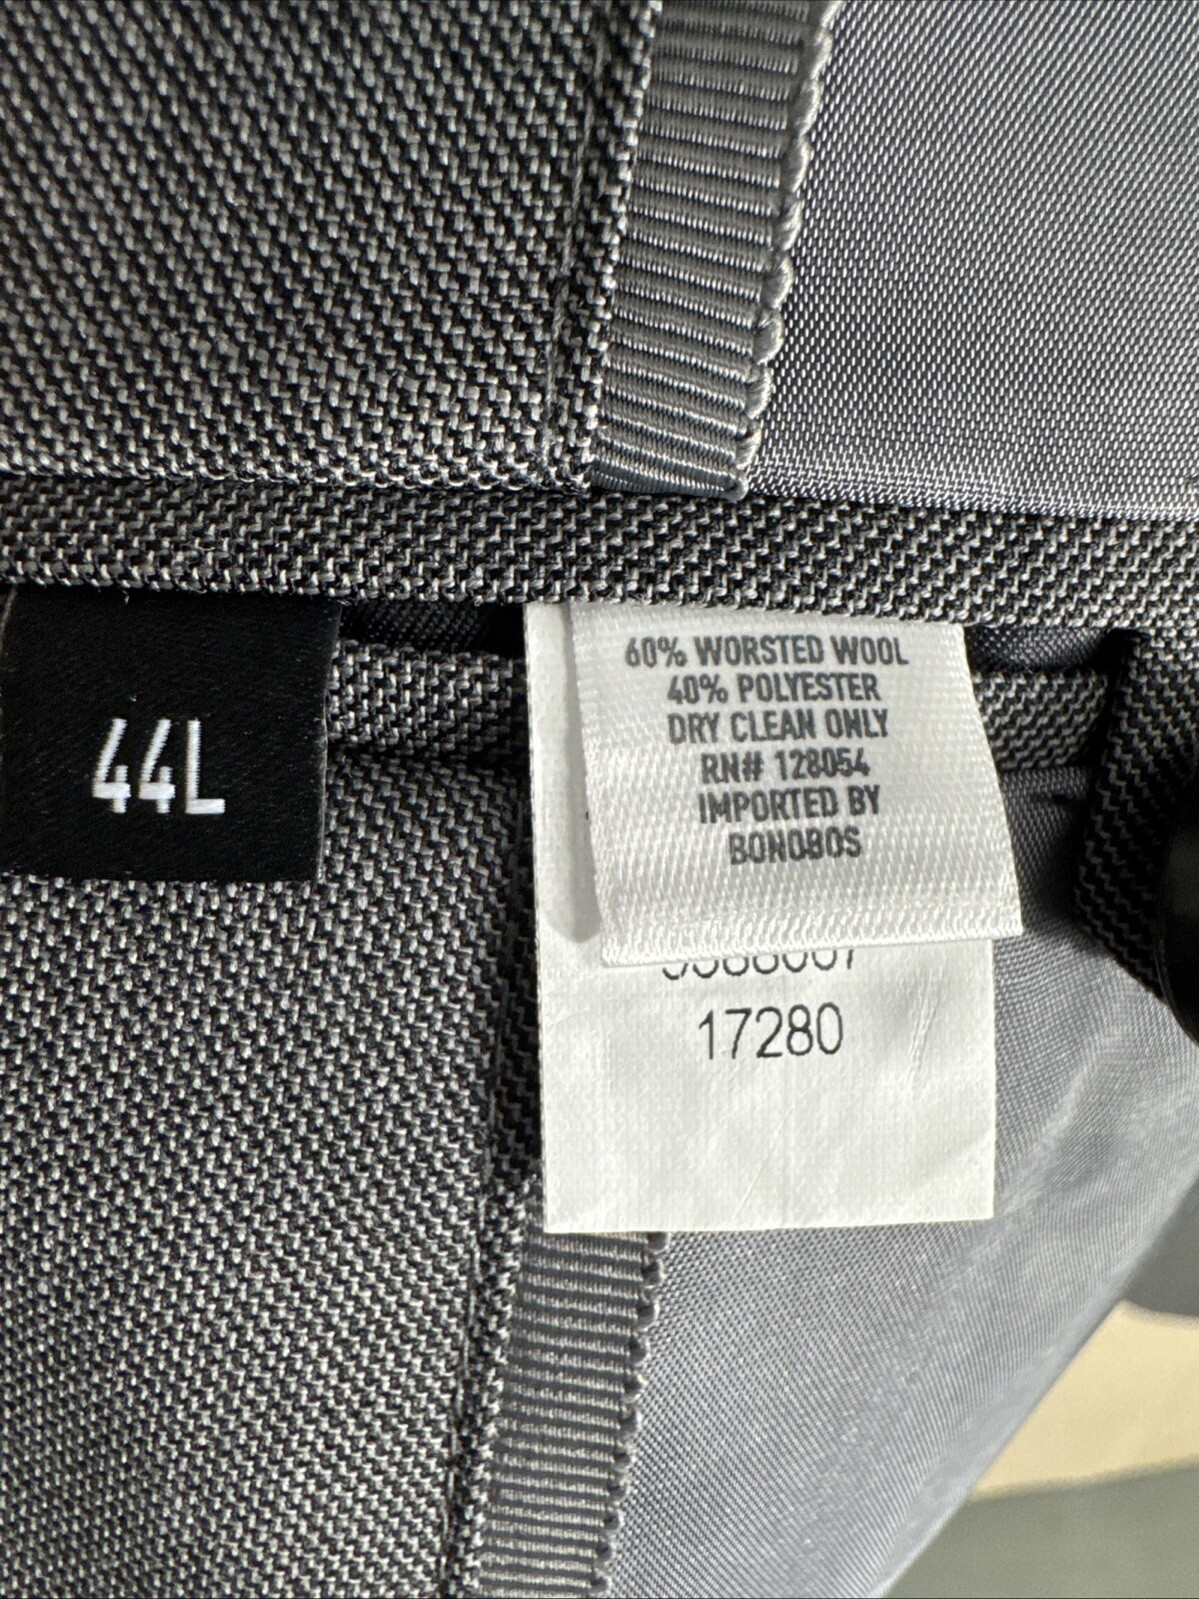 44L
60% WORSTED WOOL
40% POLYESTER
DRY CLEAN ONLY
RN# 128054
IMPORTED BY
BONOBOS
17280